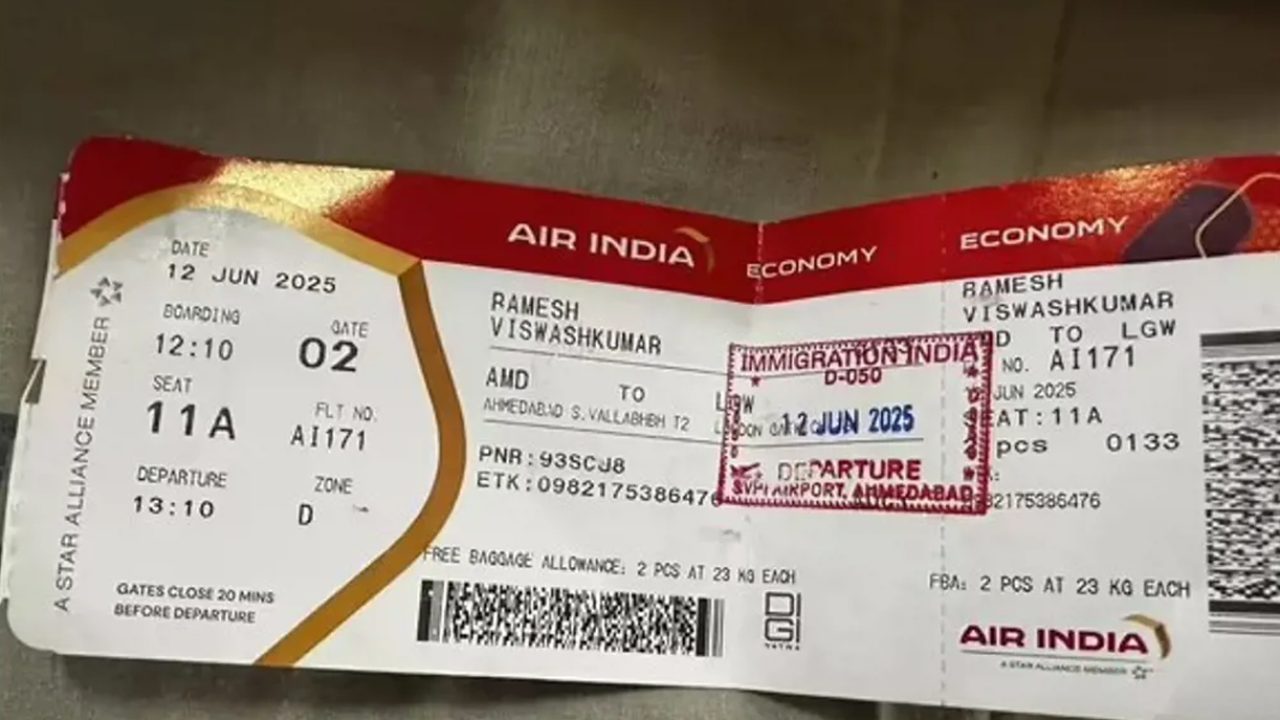 A STAR ALLIANCE MEMBER
DATE
12 JUN 2025
BOARDING
12:10
GATE
02
SEAT
11A
FLT NO.
AI171
DEPARTURE
13:10
ZONE
D
GATES CLOSE 20 MINS
BEFORE DEPARTURE
AIR INDIA
ECONOMY
RAMESH
VISWASHKUMAR
AMD TO LGW
AHMEDABAD S.VALLABHBH T2 LONDON
PNR:93SCJ8
ETK:0982175386476
FREE BAGGAGE ALLOWANCE: 2 PCS AT 23 KG EACH
DIGI
YATRA
IMMIGRATION INDIA
D-050
12 JUN 2025
DEPARTURE
SVPI AIRPORT, AHMEDABAD
ECONOMY
RAMESH
VISWASHKUMAR
TO LGW
NO. AI171
JUN 2025
SEAT:11A
pcs 0133
82175386476
FBA: 2 PCS AT 23 KG EACH
AIR INDIA
A STAR ALLIANCE MEMBER